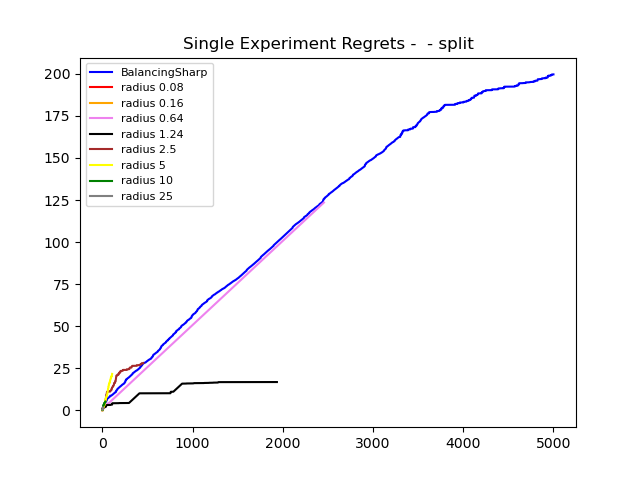 Single Experiment Regrets -  - split
BalancingSharp
radius 0.08
radius 0.16
radius 0.64
radius 1.24
radius 2.5
radius 5
radius 10
radius 25
200
175
150
125
100
75
50
25
0
0 1000 2000 3000 4000 5000